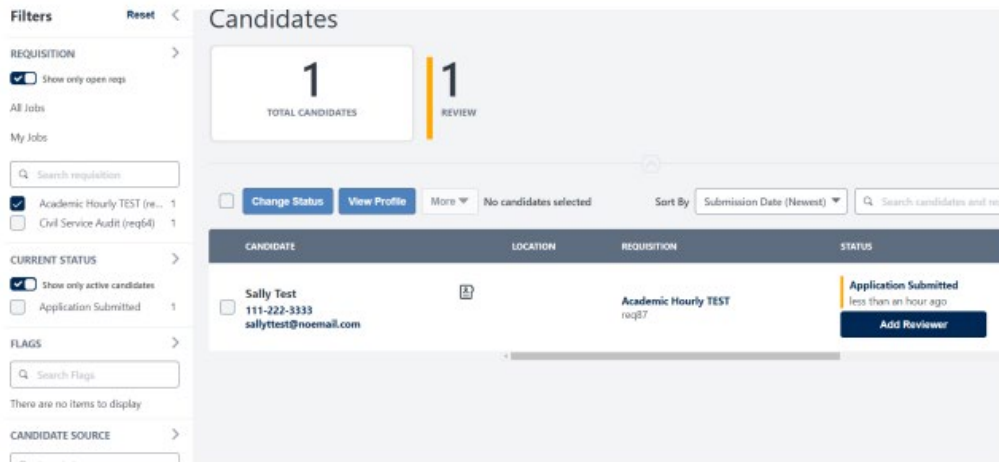 Filters Reset
REQUISITION
Show only open reqs
All Jobs
My Jobs
Search requisition
Academic Hourly TEST (re... 1
Civil Service Audit (req64) 1
CURRENT STATUS
Show only active candidates
Application Submitted 1
FLAGS
Search Flags
There are no items to display
CANDIDATE SOURCE
Candidates
1
TOTAL CANDIDATES
1
REVIEW
Change Status View Profile More No candidates selected Sort By Submission Date (Newest) Search candidates and re
CANDIDATE LOCATION REQUISITION STATUS
Sally Test
111-222-3333
sallyttest@noemail.com
Academic Hourly TEST
req87
Application Submitted
less than an hour ago
Add Reviewer